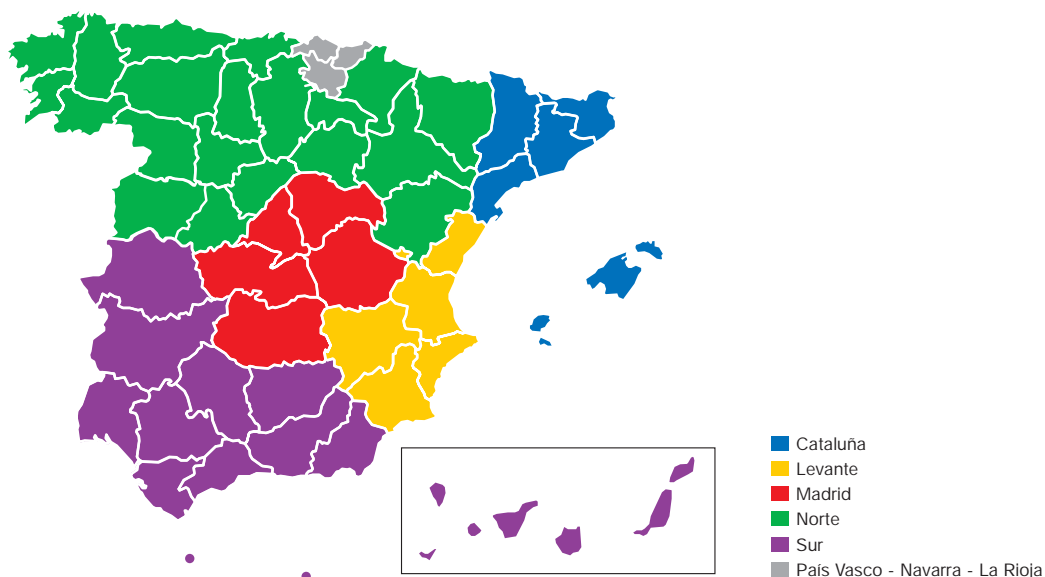 Cataluña
Levante
Madrid
Norte
Sur
País Vasco - Navarra - La Rioja